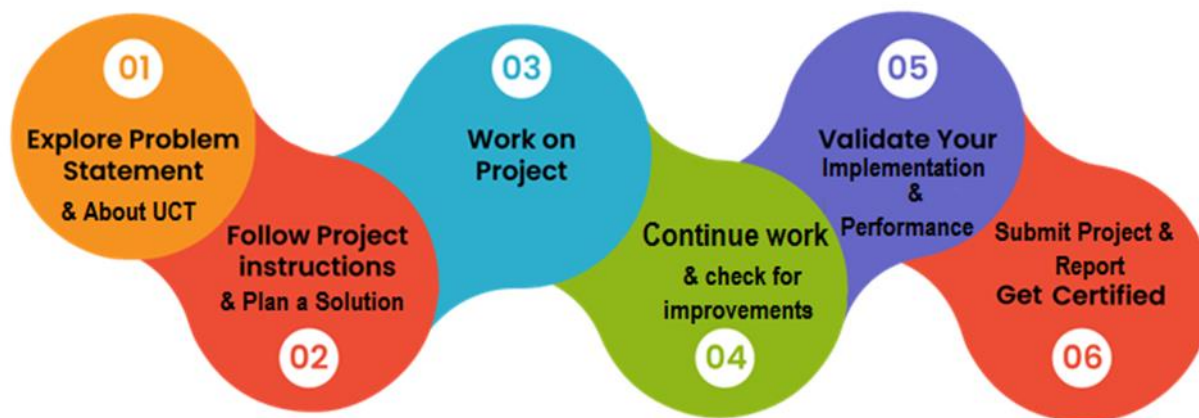 01
Explore Problem
Statement
& About UCT
Follow Project
instructions
& Plan a Solution
02
03
Work on
Project
Continue work
& check for
improvements
04
05
Validate Your
Implementation
&
Performance
Submit Project &
Report
Get Certified
06